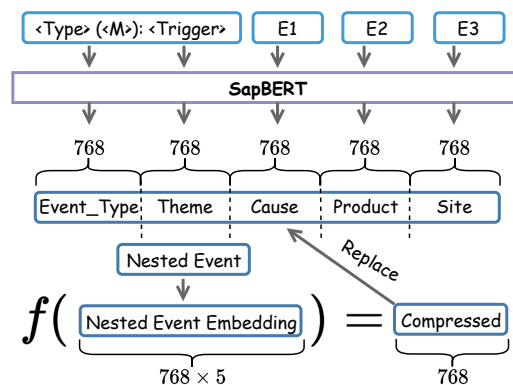 <Type> (<M>): <Trigger> E1 E2 E3
SapBERT
768 768 768 768 768
Event_Type Theme Cause Product Site
Nested Event
Replace
f( Nested Event Embedding ) = Compressed
768 × 5 768